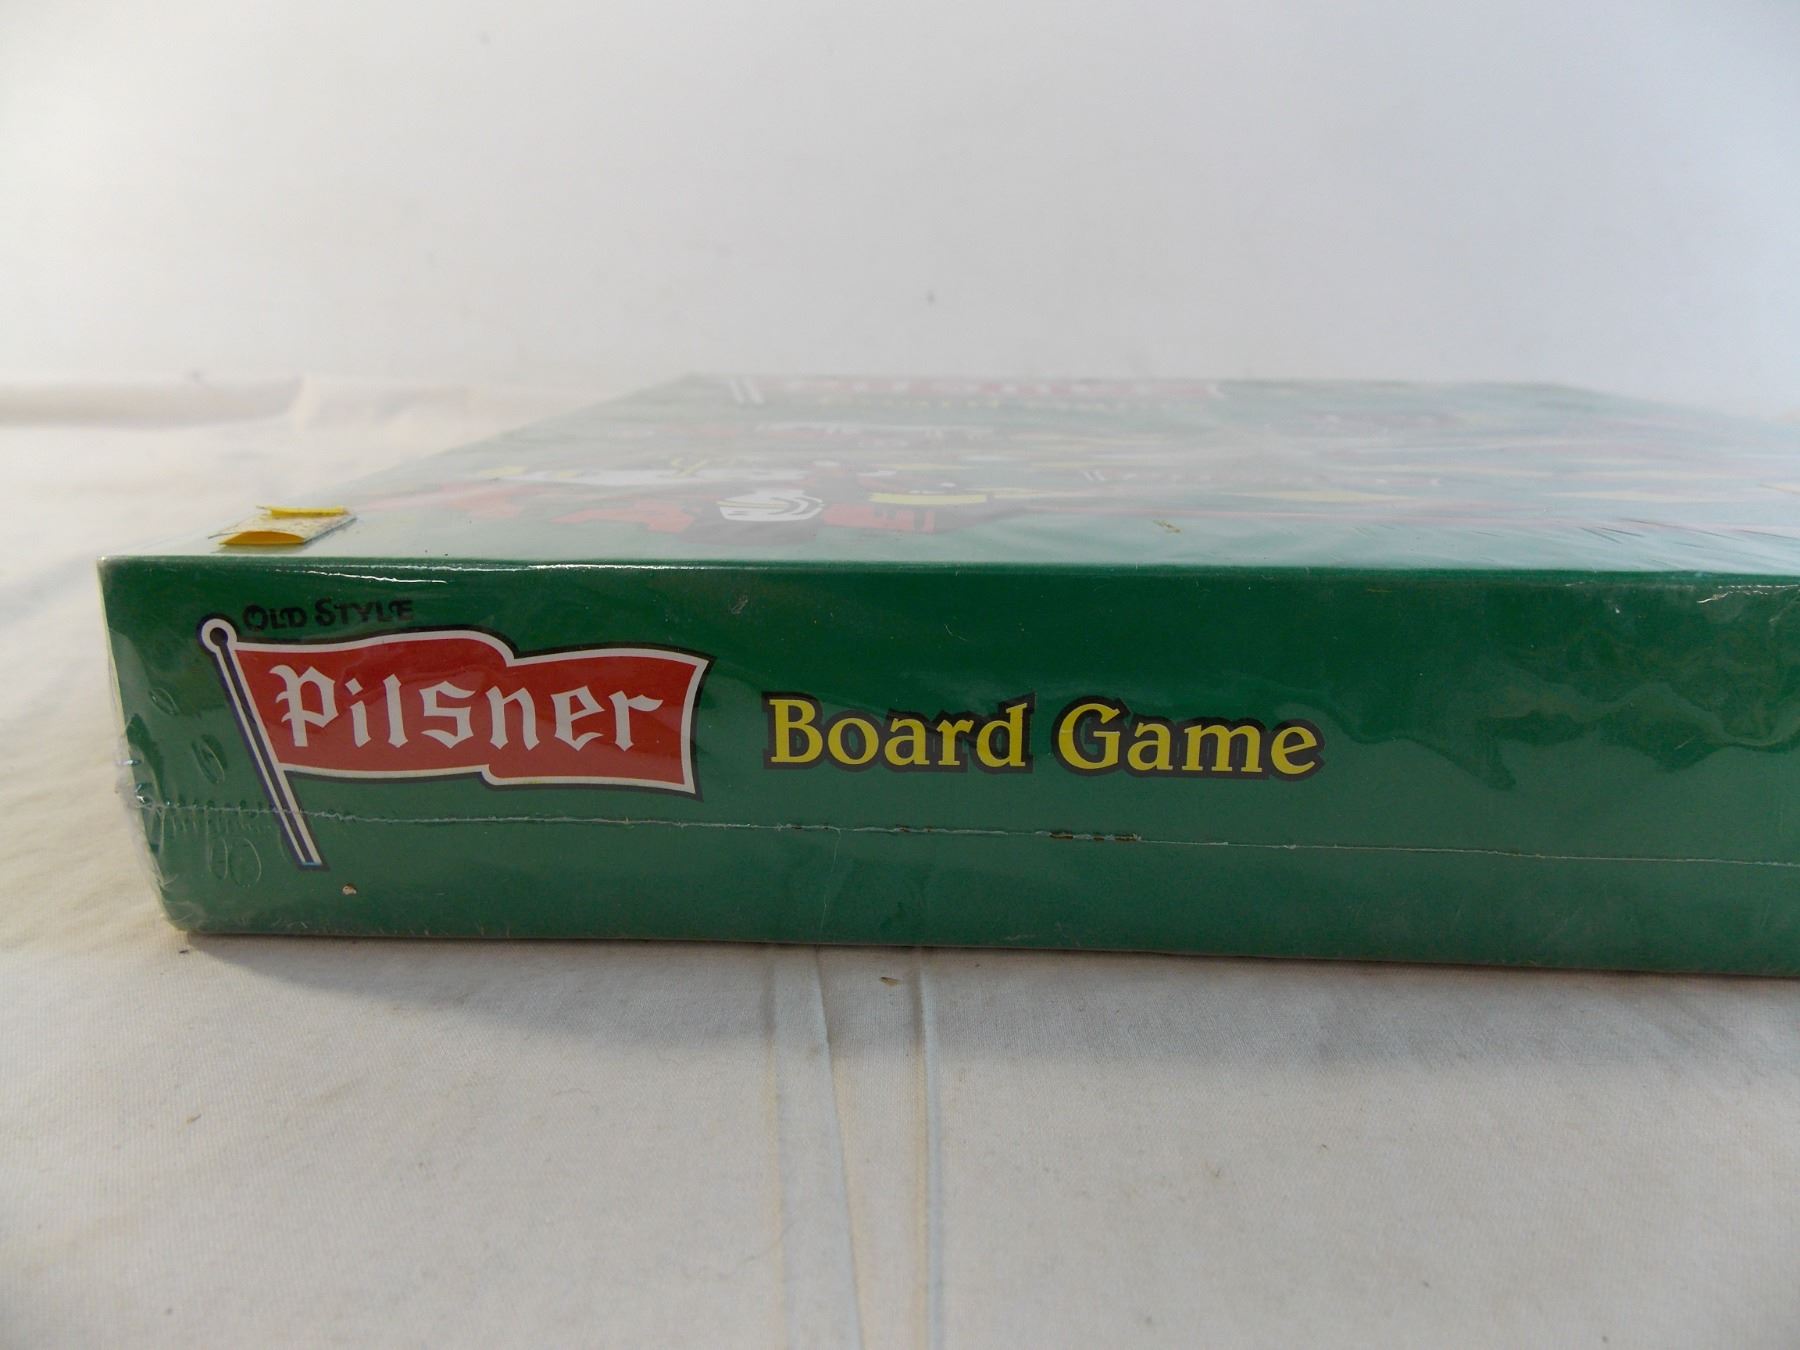 OLD STYLE
Pilsner
Board Game